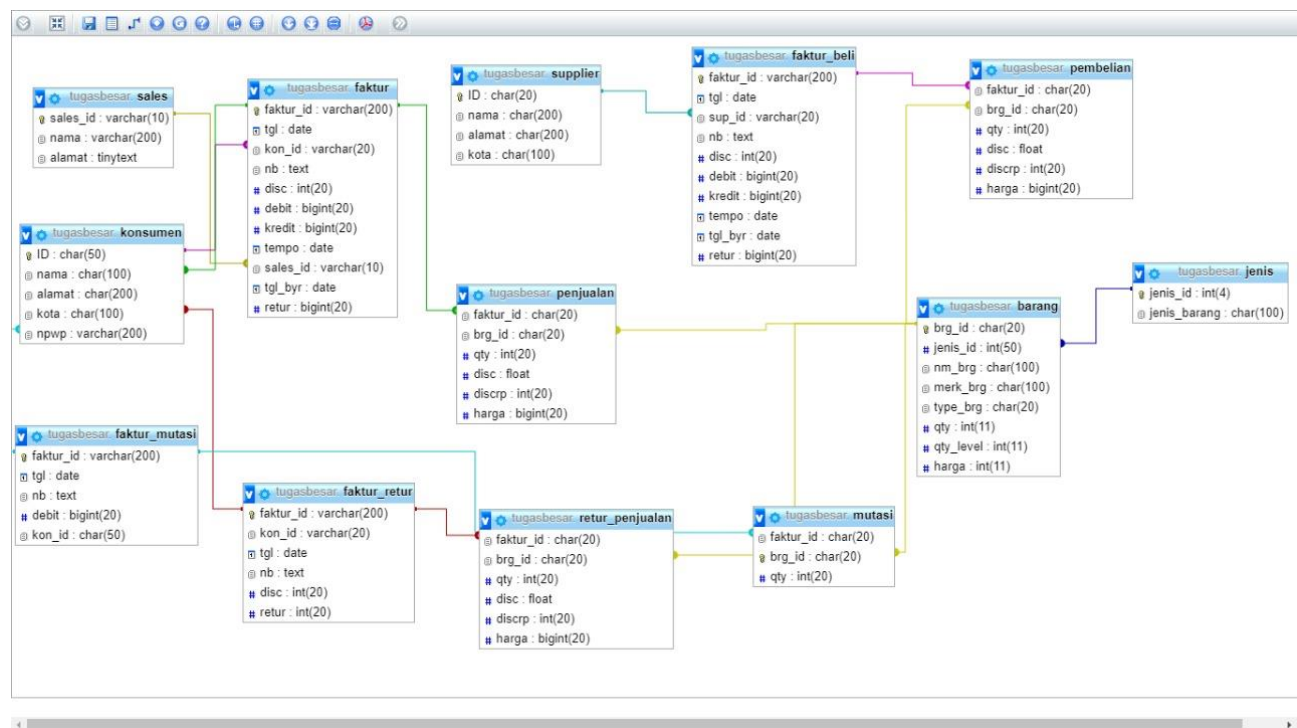 tugasbesar. sales
sales_id : varchar(10)
nama : varchar(200)
alamat : tinytext
tugasbesar. faktur
faktur_id : varchar(200)
tgl : date
kon_id : varchar(20)
nb : text
disc : int(20)
debit : bigint(20)
kredit : bigint(20)
tempo : date
sales_id : varchar(10)
tgl_byr : date
retur : bigint(20)
tugasbesar. supplier
ID : char(20)
nama : char(200)
alamat : char(200)
kota : char(100)
tugasbesar. faktur_beli
faktur_id : varchar(200)
tgl : date
sup_id : varchar(20)
nb : text
disc : int(20)
debit : bigint(20)
kredit : bigint(20)
tempo : date
tgl_byr : date
retur : bigint(20)
tugasbesar. pembelian
faktur_id : char(20)
brg_id : char(20)
qty : int(20)
disc : float
discrp : int(20)
harga : bigint(20)
tugasbesar. konsumen
ID : char(50)
nama : char(100)
alamat : char(200)
kota : char(100)
npwp : varchar(200)
tugasbesar. penjualan
faktur_id : char(20)
brg_id : char(20)
qty : int(20)
disc : float
discrp : int(20)
harga : bigint(20)
tugasbesar. barang
brg_id : char(20)
jenis_id : int(50)
nm_brg : char(100)
merk_brg : char(100)
type_brg : char(20)
qty : int(11)
qty_level : int(11)
harga : int(11)
tugasbesar. jenis
jenis_id : int(4)
jenis_barang : char(100)
tugasbesar. faktur_mutasi
faktur_id : varchar(200)
tgl : date
nb : text
debit : bigint(20)
kon_id : char(50)
tugasbesar. faktur_retur
faktur_id : varchar(200)
kon_id : varchar(20)
tgl : date
nb : text
disc : int(20)
retur : int(20)
tugasbesar. retur_penjualan
faktur_id : char(20)
brg_id : char(20)
qty : int(20)
disc : float
discrp : int(20)
harga : bigint(20)
tugasbesar. mutasi
faktur_id : char(20)
brg_id : char(20)
qty : int(20)